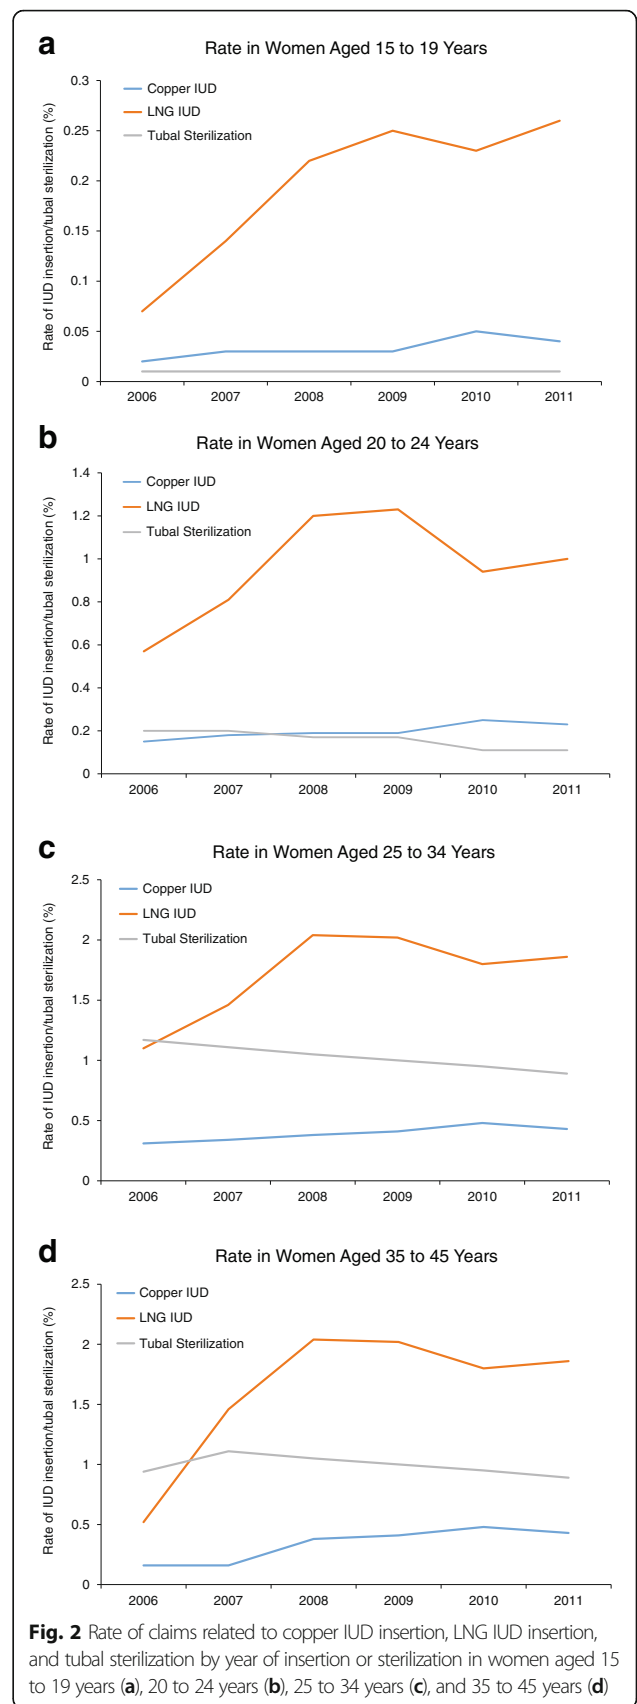 a
Rate in Women Aged 15 to 19 Years
Rate of IUD insertion/tubal sterilization (%)
Copper IUD
LNG IUD
Tubal Sterilization
0.3
0.25
0.2
0.15
0.1
0.05
0
2006 2007 2008 2009 2010 2011
b
Rate in Women Aged 20 to 24 Years
Rate of IUD insertion/tubal sterilization (%)
Copper IUD
LNG IUD
Tubal Sterilization
1.4
1.2
1
0.8
0.6
0.4
0.2
0
2006 2007 2008 2009 2010 2011
c
Rate in Women Aged 25 to 34 Years
Rate of IUD insertion/tubal sterilization (%)
Copper IUD
LNG IUD
Tubal Sterilization
2.5
2
1.5
1
0.5
0
2006 2007 2008 2009 2010 2011
d
Rate in Women Aged 35 to 45 Years
Rate of IUD insertion/tubal sterilization (%)
Copper IUD
LNG IUD
Tubal Sterilization
2.5
2
1.5
1
0.5
0
2006 2007 2008 2009 2010 2011
Fig. 2 Rate of claims related to copper IUD insertion, LNG IUD insertion,
and tubal sterilization by year of insertion or sterilization in women aged 15
to 19 years (a), 20 to 24 years (b), 25 to 34 years (c), and 35 to 45 years (d)